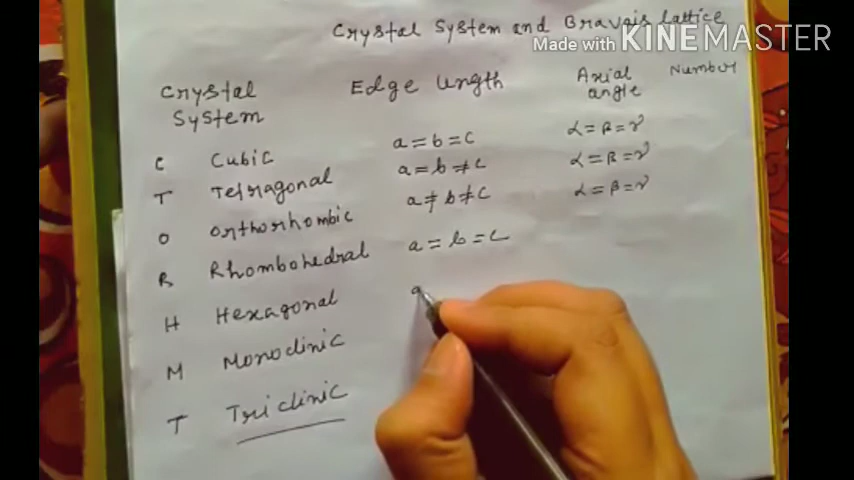 Crystal System and Bravais lattice
Made with KINEMASTER
Crystal System Edge length Axial angle Number
C Cubic a = b = c α = β = γ
T Tetragonal a = b ≠ c α = β = γ
O Orthorhombic a ≠ b ≠ c α = β = γ
R Rhombohedral a = b = c
H Hexagonal a
M Monoclinic
T Triclinic